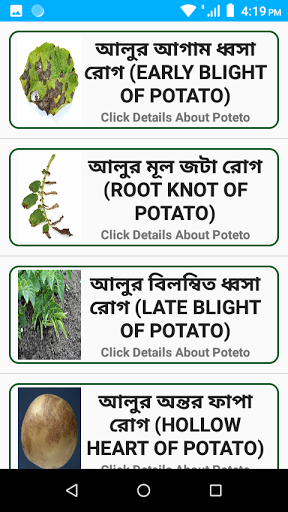 4:19 PM
আলুর আগাম ধ্বসা
রোগ (EARLY BLIGHT
OF POTATO)
Click Details About Poteto
আলুর মূল জটা রোগ
(ROOT KNOT OF
POTATO)
Click Details About Poteto
আলুর বিলম্বিত ধ্বসা
রোগ (LATE BLIGHT
OF POTATO)
Click Details About Poteto
আলুর অন্তর ফাপা
রোগ (HOLLOW
HEART OF POTATO)
Click Details About Poteto